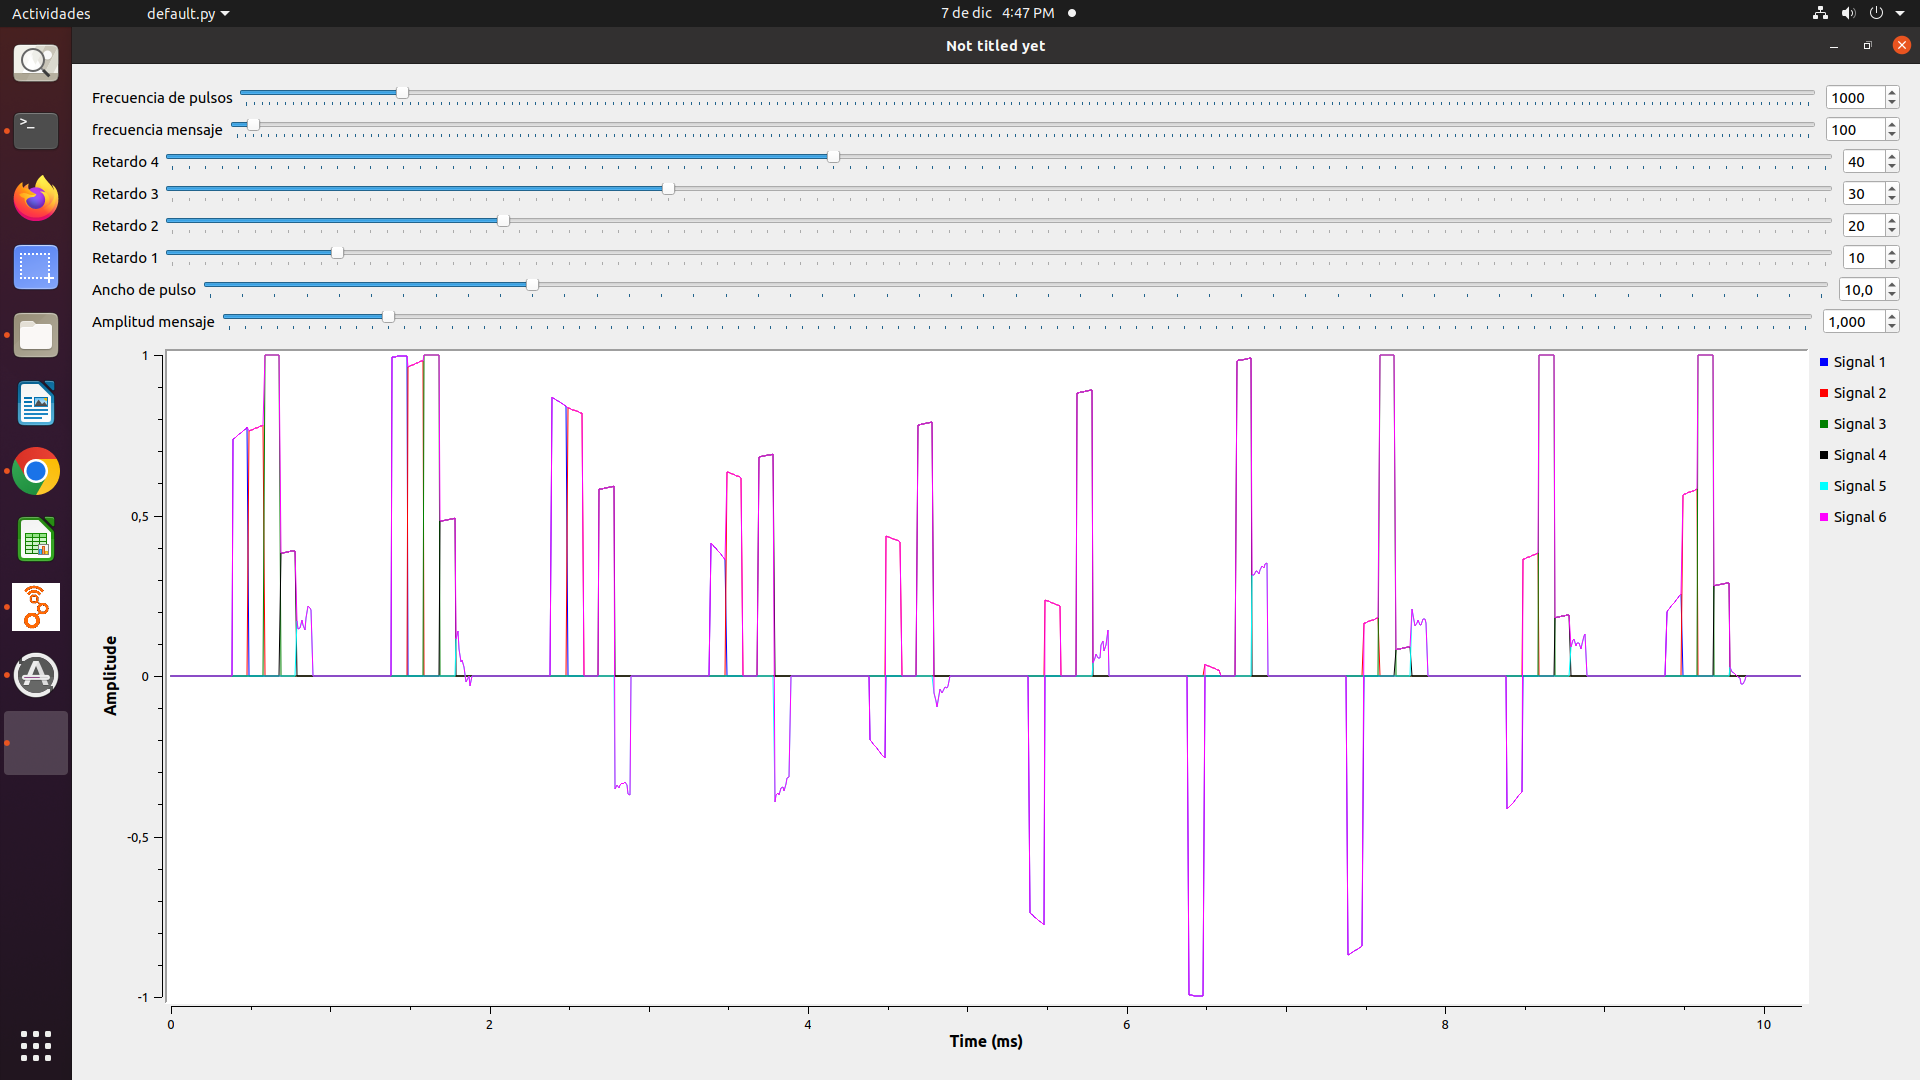 Actividades default.py 7 de dic 4:47 PM
Not titled yet
Frecuencia de pulsos 1000
frecuencia mensaje 100
Retardo 4 40
Retardo 3 30
Retardo 2 20
Retardo 1 10
Ancho de pulso 10,0
Amplitud mensaje 1,000
1
0,5
0
-0,5
-1
Amplitude
0 2 4 6 8 10
Time (ms)
Signal 1
Signal 2
Signal 3
Signal 4
Signal 5
Signal 6